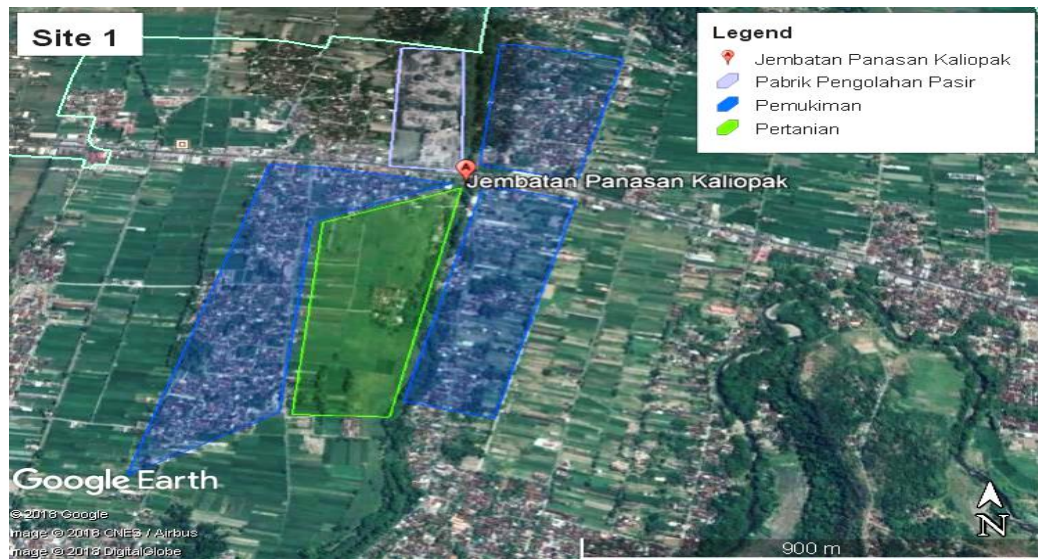 Site 1
Legend
Jembatan Panasan Kaliopak
Pabrik Pengolahan Pasir
Pemukiman
Pertanian
Jembatan Panasan Kaliopak
Google Earth
© 2018 Google
Image © 2018 CNES / Airbus
Image © 2018 DigitalGlobe
900 m
N